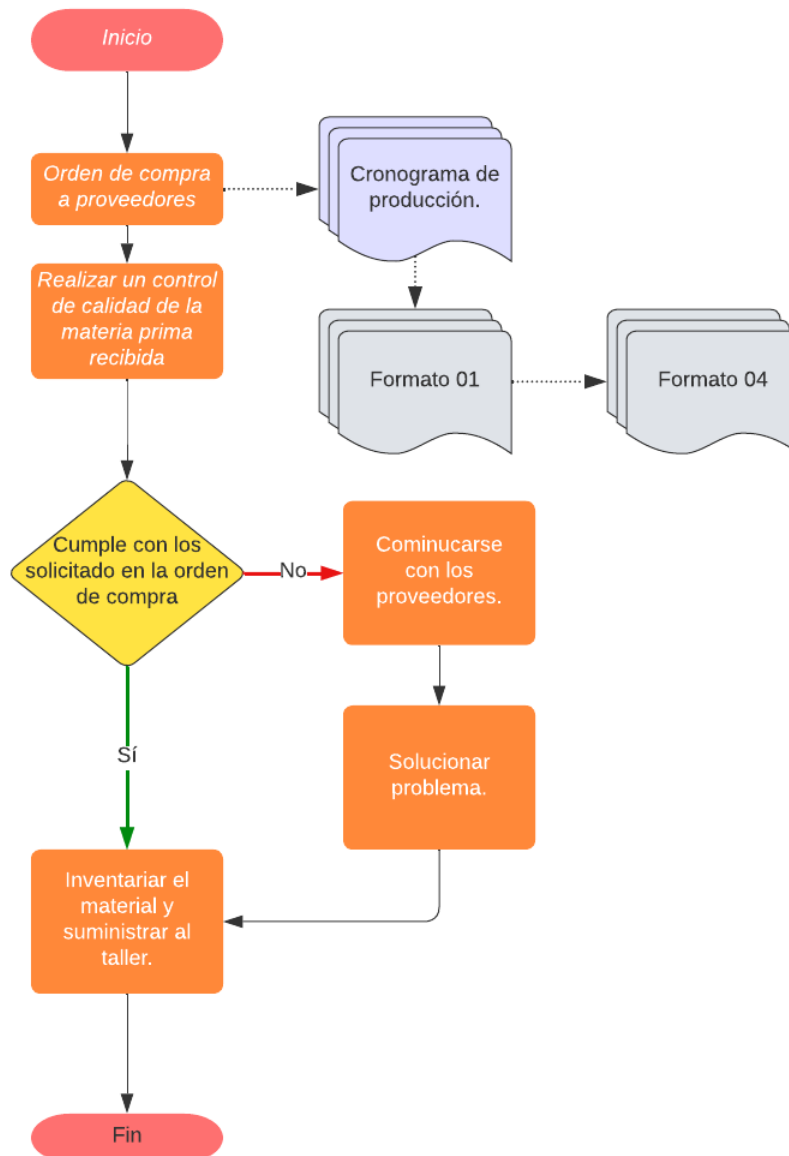 Inicio
Orden de compra
a proveedores
Cronograma de
producción.
Realizar un control
de calidad de la
materia prima
recibida
Formato 01
Formato 04
Cumple con los
solicitado en la orden
de compra
No
Cominucarse
con los
proveedores.
Sí
Solucionar
problema.
Inventariar el
material y
suministrar al
taller.
Fin